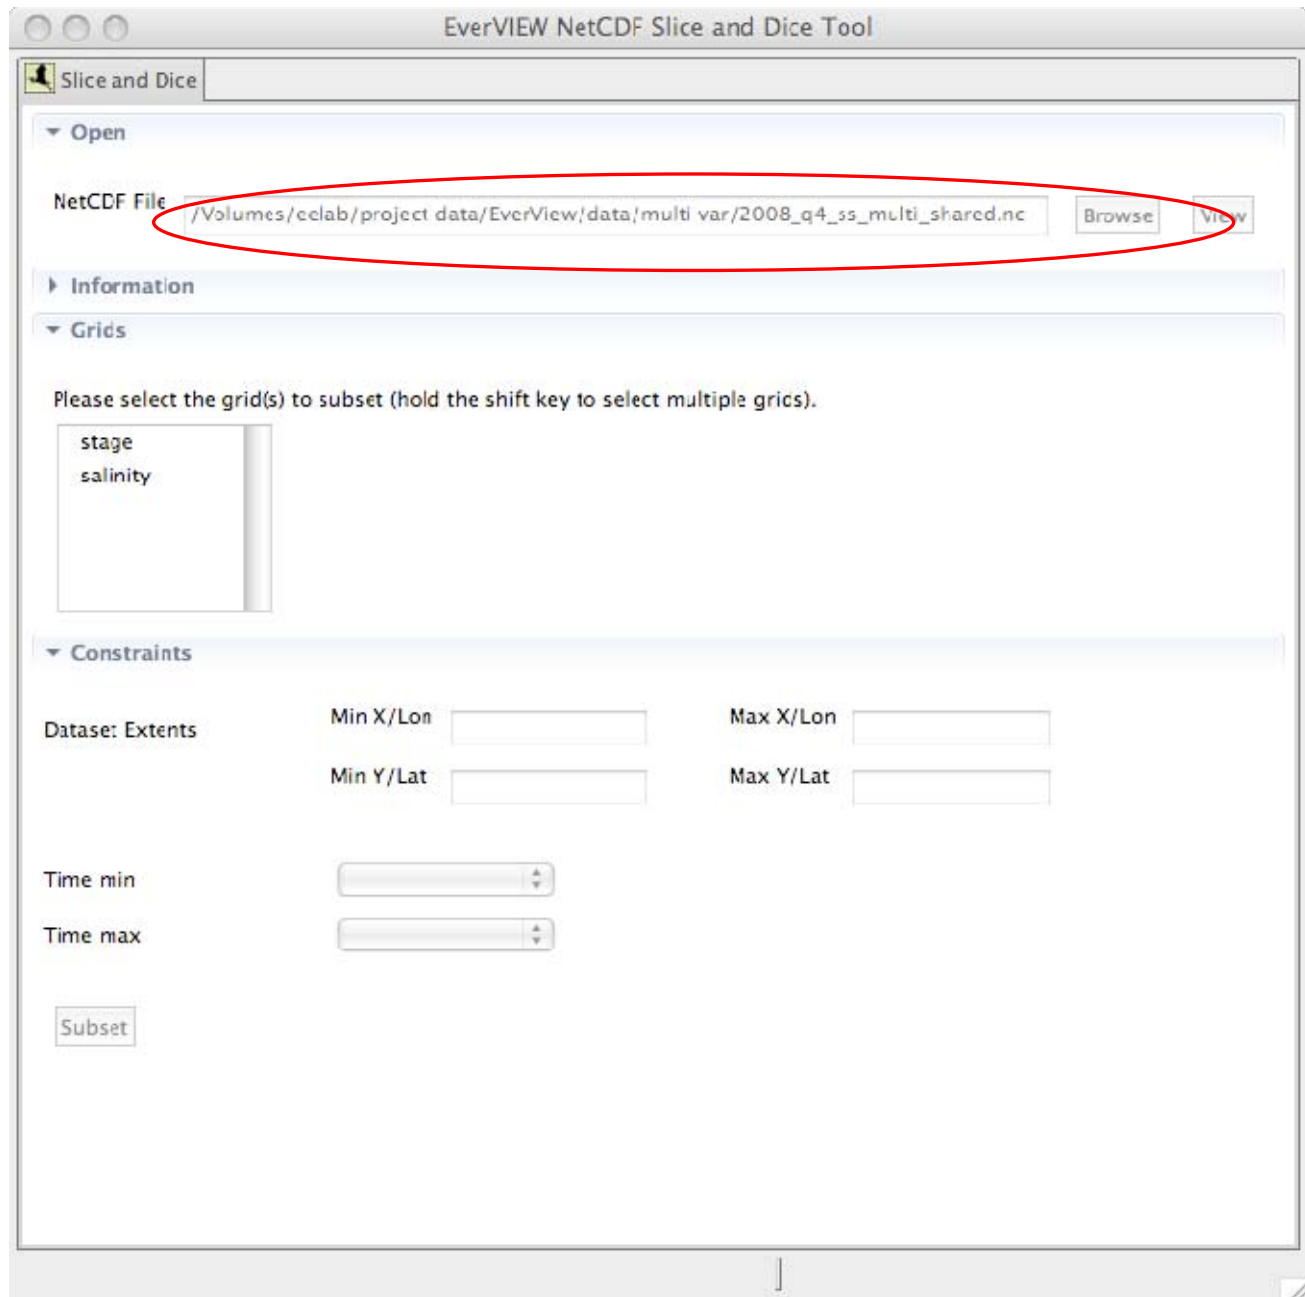 EverVIEW NetCDF Slice and Dice Tool
Slice and Dice
Open
NetCDF File /Volumes/eelab/project data/EverView/data/multi var/2008_q4_ss_multi_shared.nc Browse View
Information
Grids
Please select the grid(s) to subset (hold the shift key to select multiple grids).
stage
salinity
Constraints
Dataset Extents Min X/Lon Max X/Lon
Min Y/Lat Max Y/Lat
Time min
Time max
Subset